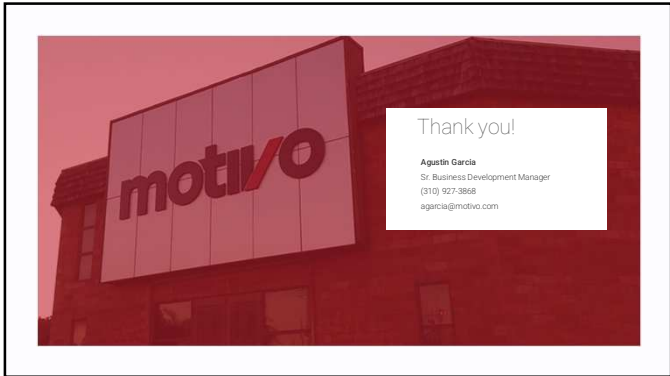 motivo
Thank you!
Agustin Garcia
Sr. Business Development Manager
(310) 927-3868
agarcia@motivo.com